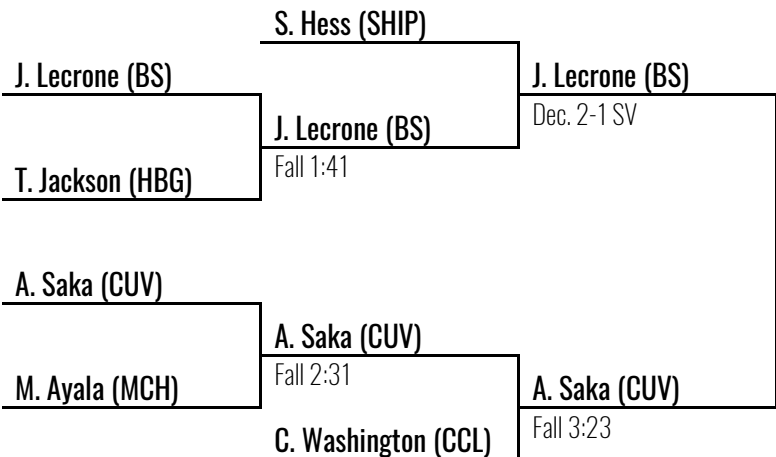 S. Hess (SHIP)
J. Lecrone (BS)
J. Lecrone (BS)
Dec. 2-1 SV
J. Lecrone (BS)
Fall 1:41
T. Jackson (HBG)
A. Saka (CUV)
A. Saka (CUV)
Fall 2:31
M. Ayala (MCH)
A. Saka (CUV)
Fall 3:23
C. Washington (CCL)